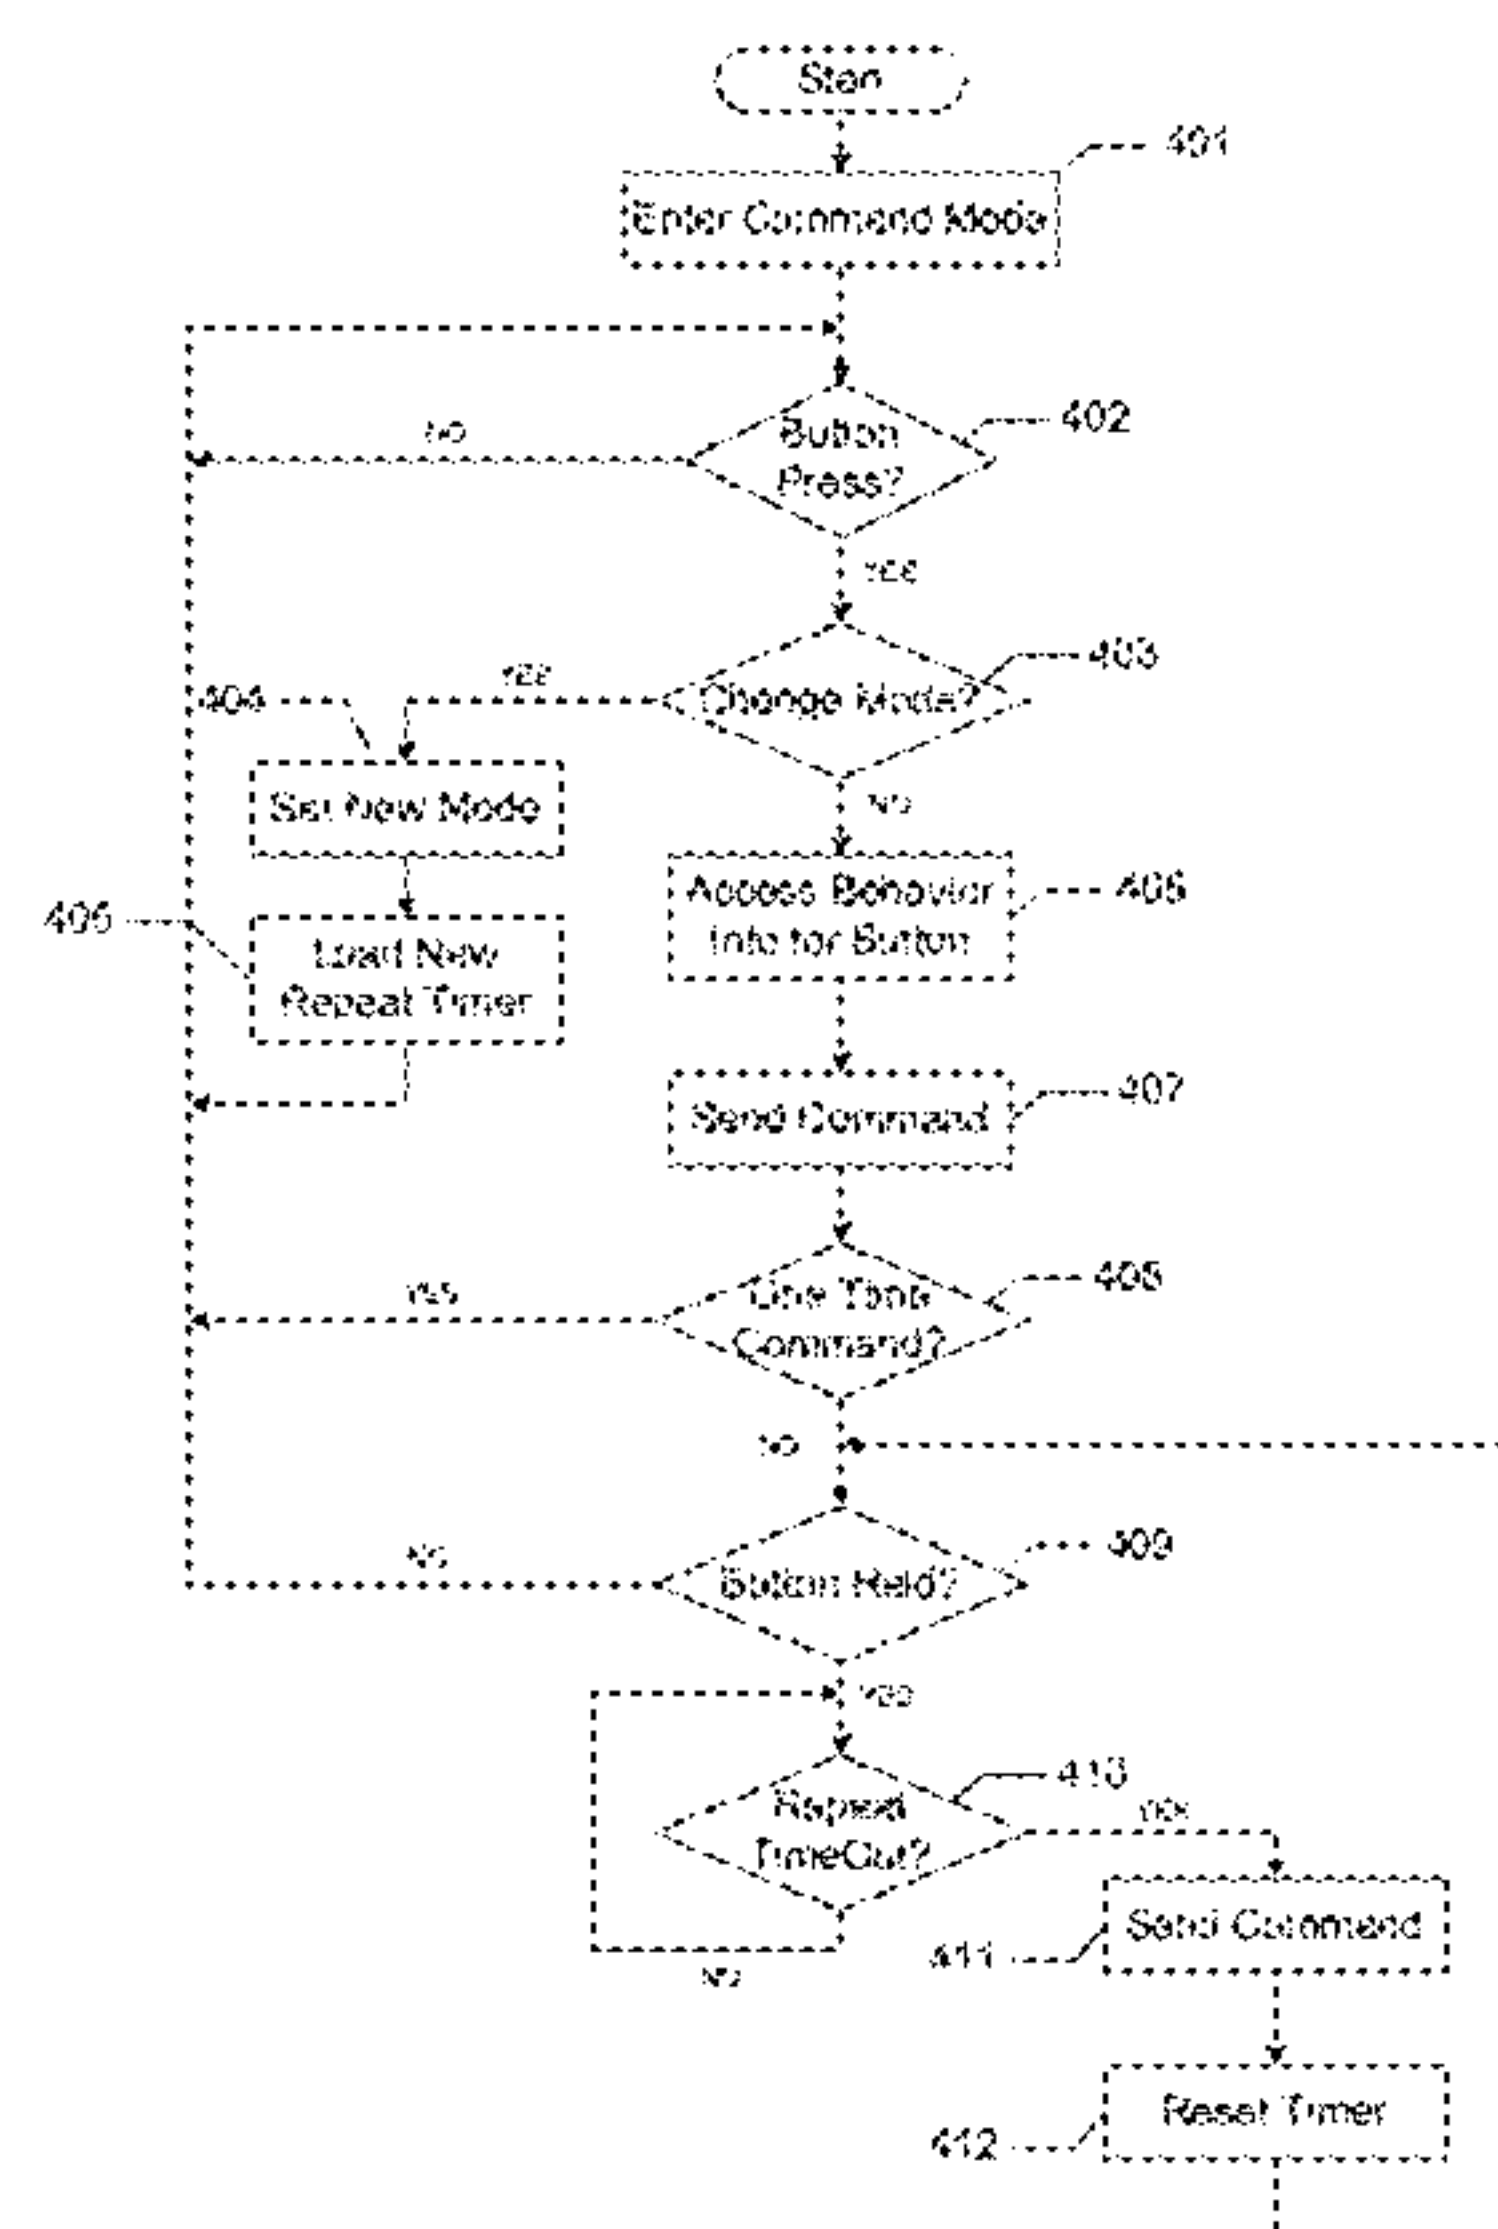 Start
401
Enter Command Mode
NO
Button
Press?
402
YES
YES
Change Mode?
403
404
Set New Mode
NO
Access Behavior
Info for Button
406
405
Load New
Repeat Timer
Send Command
407
YES
One Time
Command?
408
NO
NO
Button Held?
409
YES
Repeat
TimeOut?
410
YES
NO
Send Command
411
Reset Timer
412